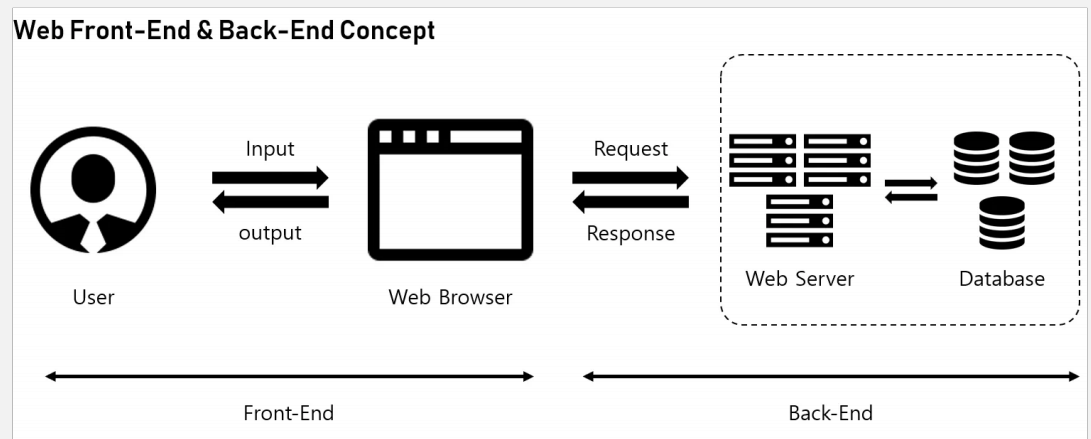 Web Front-End & Back-End Concept
Input
output
Request
Response
User
Web Browser
Web Server
Database
Front-End
Back-End